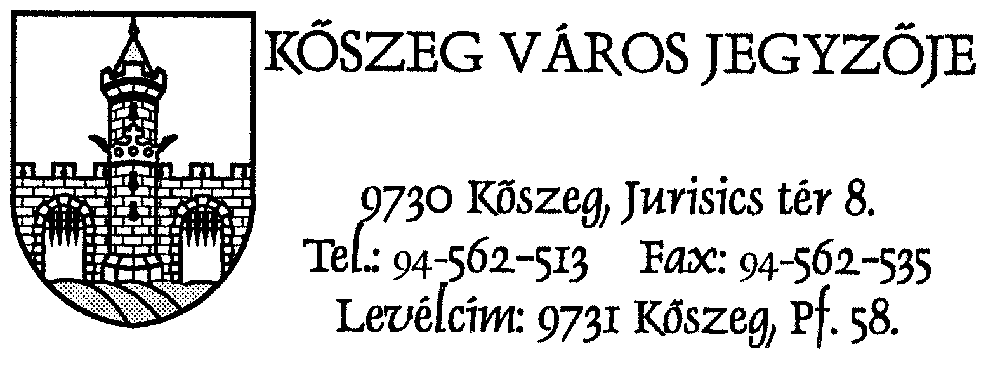 KŐSZEG VÁROS JEGYZŐJE
9730 Kőszeg, Jurisics tér 8.
Tel.: 94-562-513 Fax: 94-562-535
Levélcím: 9731 Kőszeg, Pf. 58.